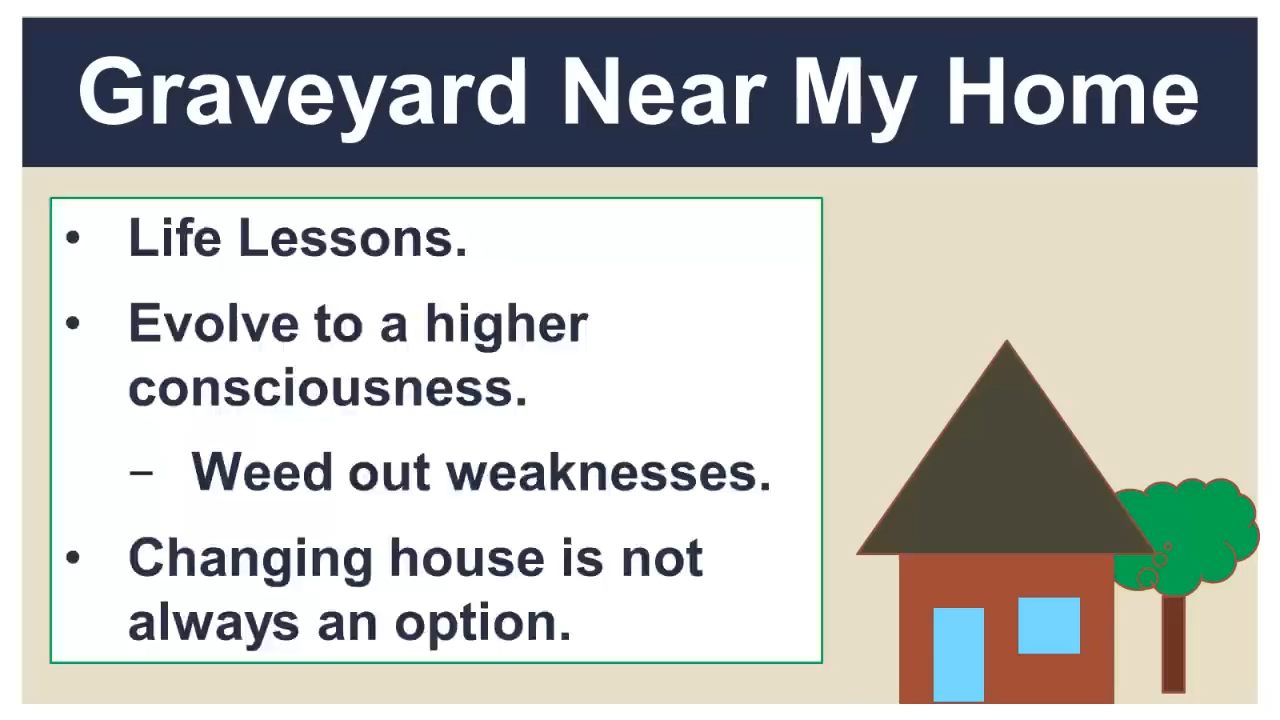 Graveyard Near My Home
• Life Lessons.
• Evolve to a higher
consciousness.
– Weed out weaknesses.
• Changing house is not
always an option.